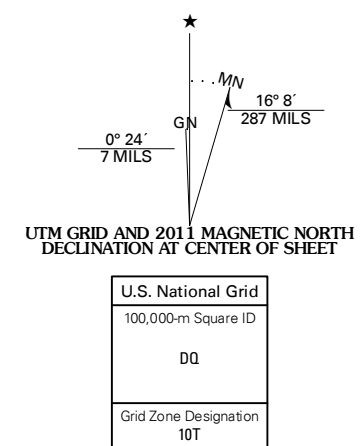 ★
. . . MN
16° 8´
287 MILS
GN
0° 24´
7 MILS
UTM GRID AND 2011 MAGNETIC NORTH
DECLINATION AT CENTER OF SHEET
U.S. National Grid
100,000-m Square ID
DQ
Grid Zone Designation
10T